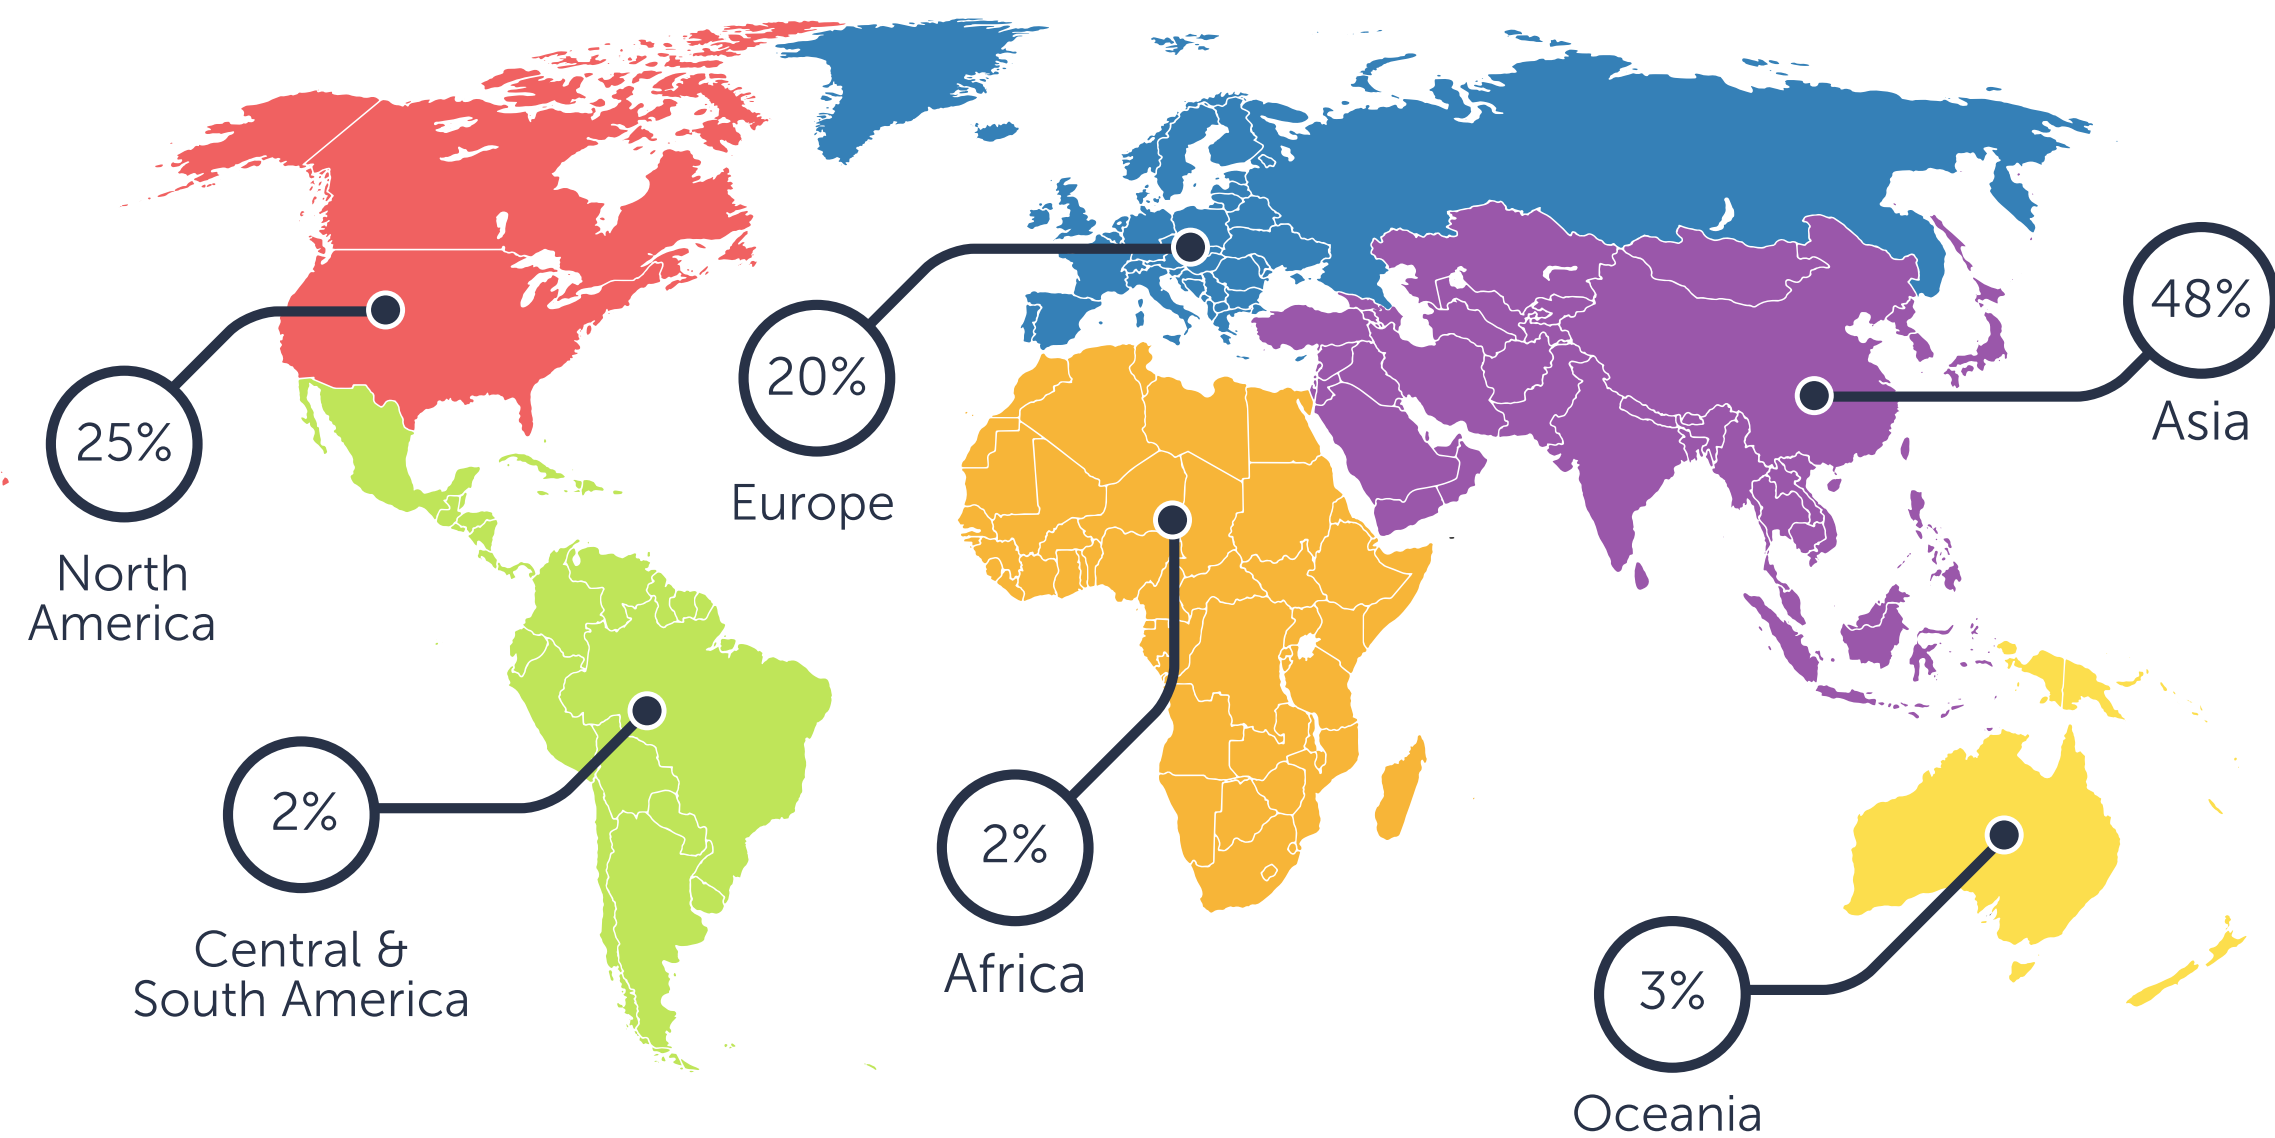 25%
North
America
20%
Europe
48%
Asia
2%
Central &
South America
2%
Africa
3%
Oceania